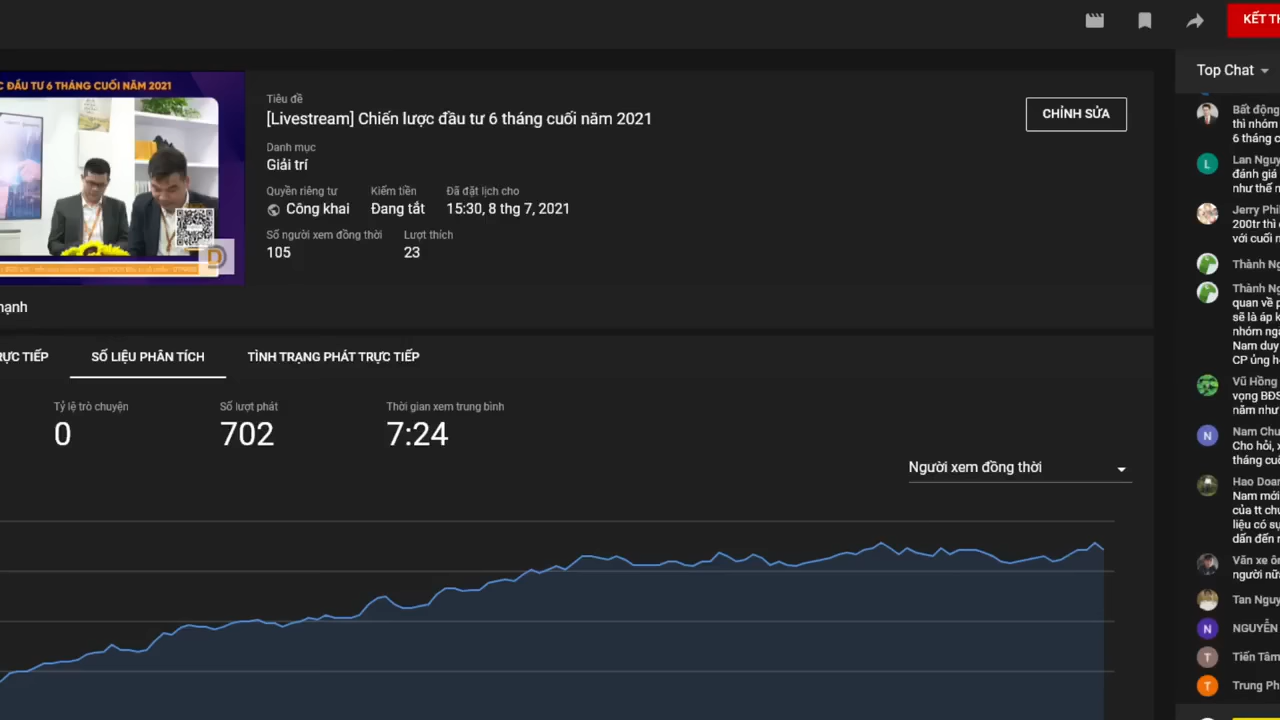 KẾT TH
C ĐẦU TƯ 6 THÁNG CUỐI NĂM 2021
D
Tiêu đề
[Livestream] Chiến lược đầu tư 6 tháng cuối năm 2021
CHỈNH SỬA
Danh mục
Giải trí
Quyền riêng tư Kiếm tiền Đã đặt lịch cho
Công khai Đang tắt 15:30, 8 thg 7, 2021
Số người xem đồng thời Lượt thích
105 23
ạnh
ỰC TIẾP SỐ LIỆU PHÂN TÍCH TÌNH TRẠNG PHÁT TRỰC TIẾP
Tỷ lệ trò chuyện Số lượt phát Thời gian xem trung bình
0 702 7:24
Người xem đồng thời
Top Chat
Bất động
thì nhóm
6 tháng c
L
Lan Nguy
đánh giá
như thế n
Jerry Phil
200tr thì
với cuối n
Thành Ng
Thành Ng
quan về p
sẽ là áp k
nhóm ngà
Nam duy
CP ủng h
Vũ Hồng
vọng BĐS
năm như
N
Nam Chu
Cho hỏi, x
tháng cuố
Hao Doan
Nam mới
của tt chu
liệu có sự
dẫn đến r
Văn xe ôm
người nữa
Tan Nguy
N
NGUYỄN
T
Tiến Tâm
T
Trung Ph